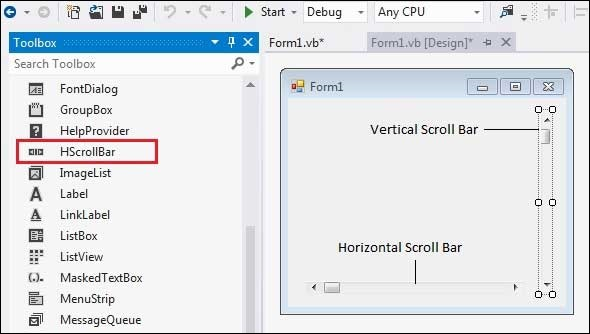 Start Debug Any CPU
Toolbox
Search Toolbox
FontDialog
GroupBox
HelpProvider
HScrollBar
ImageList
Label
LinkLabel
ListBox
ListView
MaskedTextBox
MenuStrip
MessageQueue
Form1.vb* Form1.vb [Design]*
Form1
Vertical Scroll Bar
Horizontal Scroll Bar